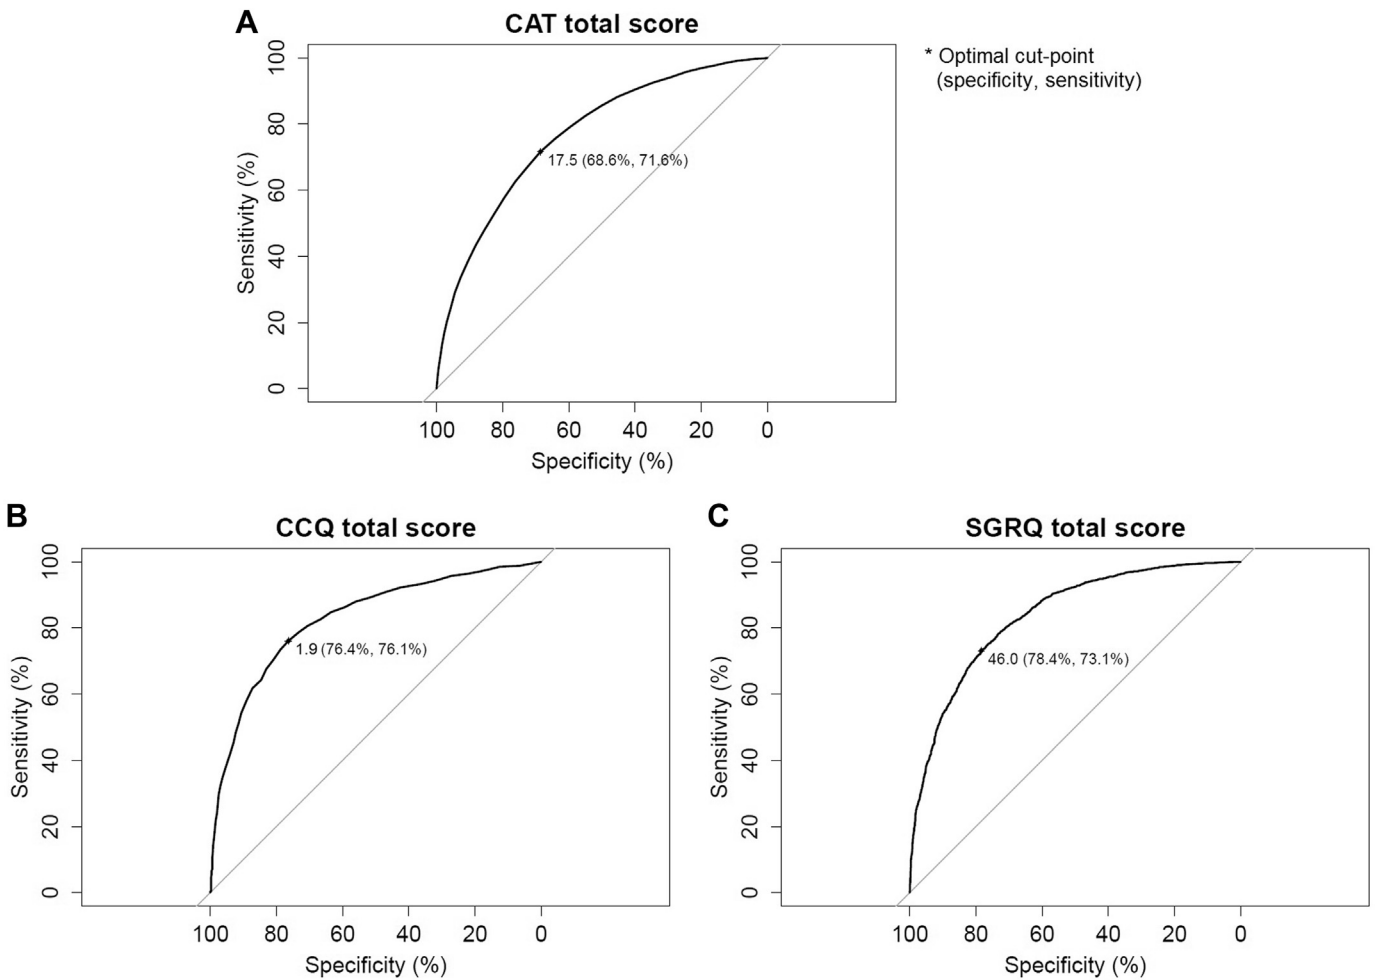 A
CAT total score
* Optimal cut-point
(specificity, sensitivity)
Sensitivity (%)
100
80
60
40
20
0
17.5 (68.6%, 71.6%)
100 80 60 40 20 0
Specificity (%)
B
CCQ total score
Sensitivity (%)
100
80
60
40
20
0
1.9 (76.4%, 76.1%)
100 80 60 40 20 0
Specificity (%)
C
SGRQ total score
Sensitivity (%)
100
80
60
40
20
0
46.0 (78.4%, 73.1%)
100 80 60 40 20 0
Specificity (%)